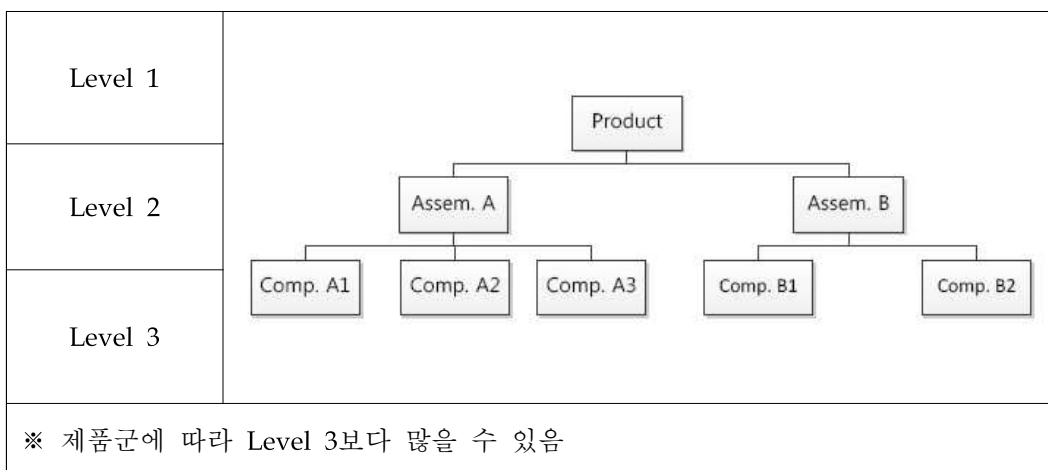 Level 1
Product
Level 2
Assem. A
Assem. B
Comp. A1
Comp. A2
Comp. A3
Comp. B1
Comp. B2
Level 3
※ 제품군에 따라 Level 3보다 많을 수 있음